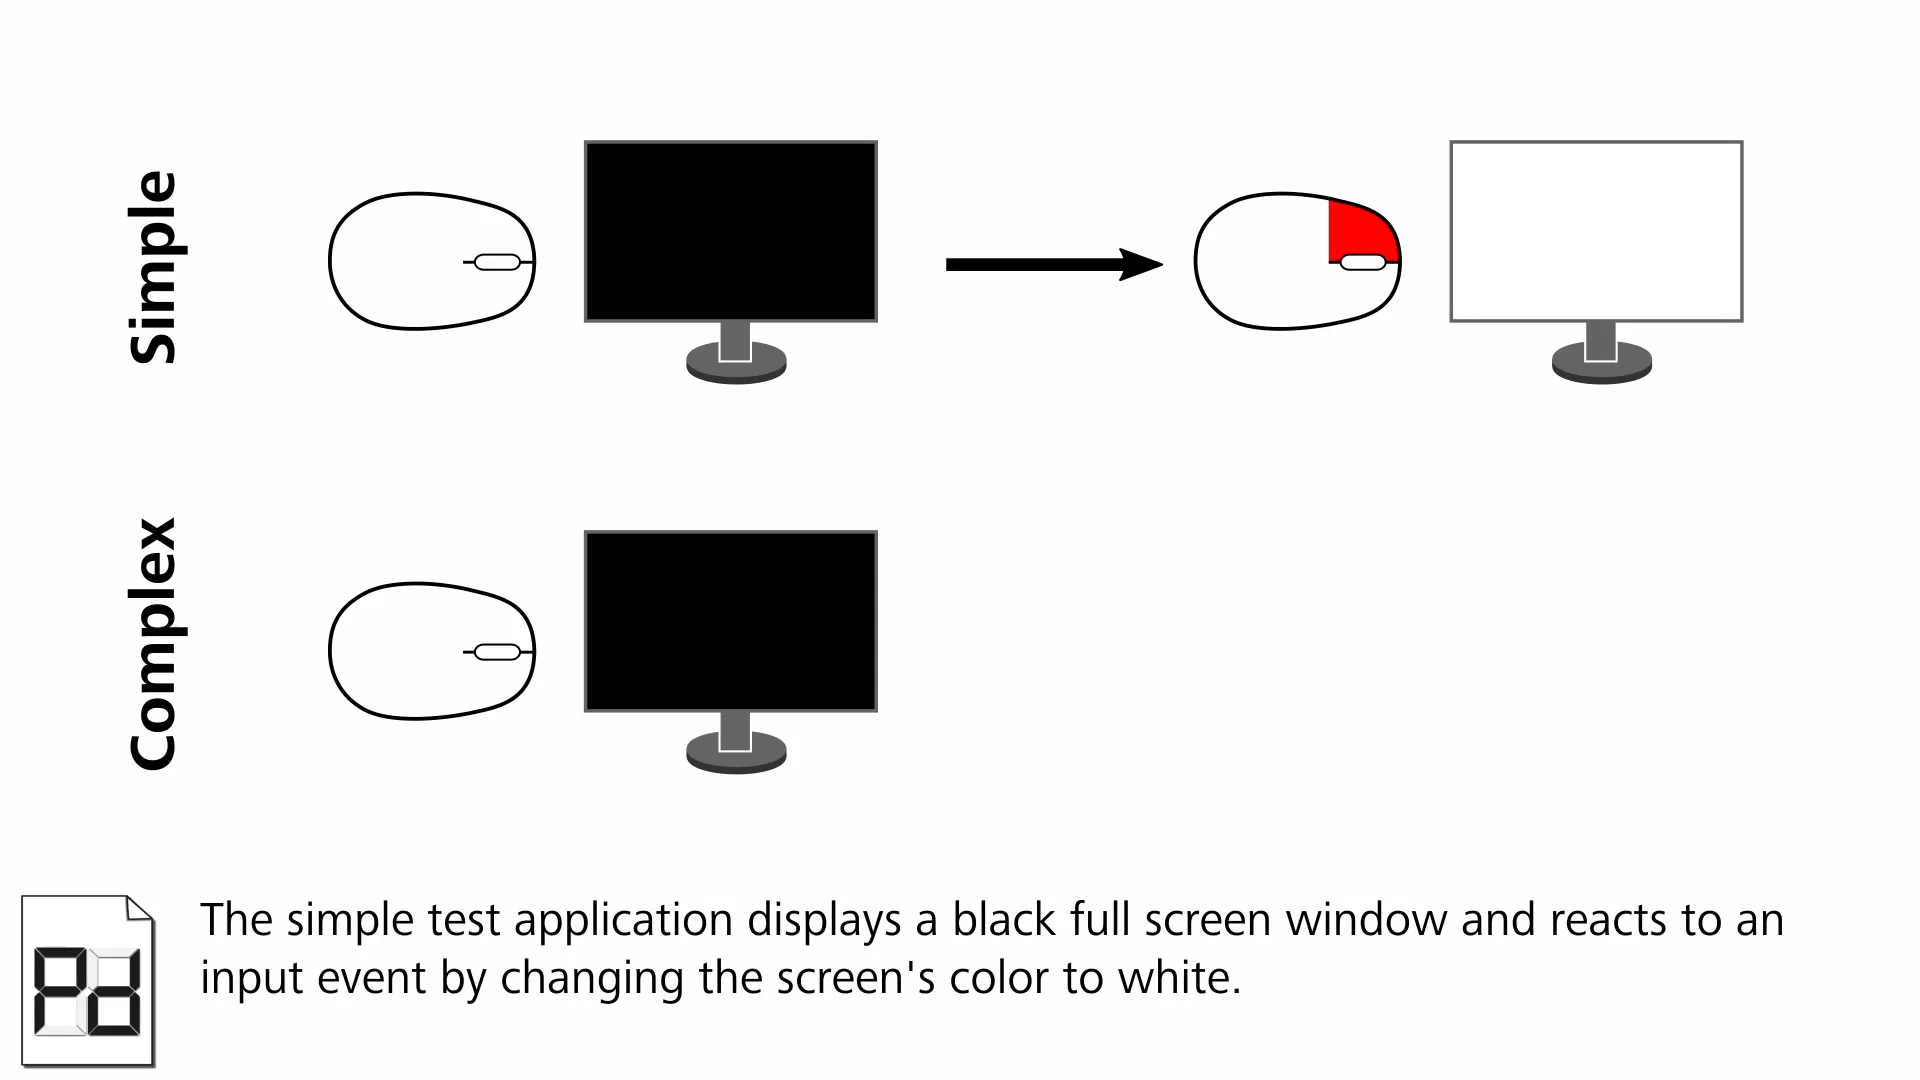 Simple
Complex
The simple test application displays a black full screen window and reacts to an
input event by changing the screen's color to white.
Pd